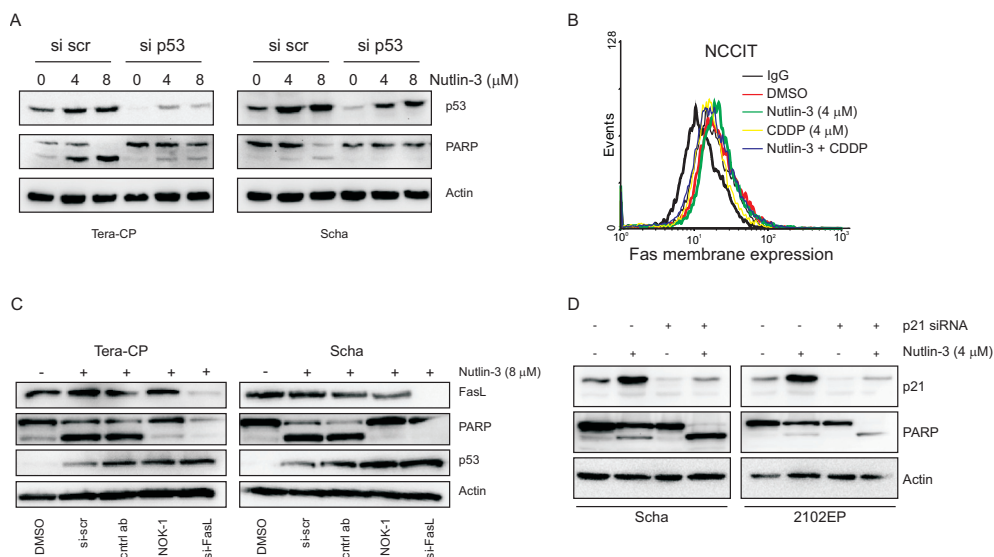 A
si scr si p53 si scr si p53
0 4 8 0 4 8 0 4 8 0 4 8 Nutlin-3 (μM)
p53
PARP
Actin
Tera-CP Scha
B
128
NCCIT
IgG
DMSO
Nutlin-3 (4 μM)
CDDP (4 μM)
Nutlin-3 + CDDP
Events
0
10⁰ 10¹ 10² 10³
Fas membrane expression
C
Tera-CP Scha
- + + + + - + + + + Nutlin-3 (8 μM)
FasL
PARP
p53
Actin
DMSO si-scr cntrl ab NOK-1 si-FasL DMSO si-scr cntrl ab NOK-1 si-FasL
D
- - + + - - + + p21 siRNA
- + - + - + - + Nutlin-3 (4 μM)
p21
PARP
Actin
Scha 2102EP